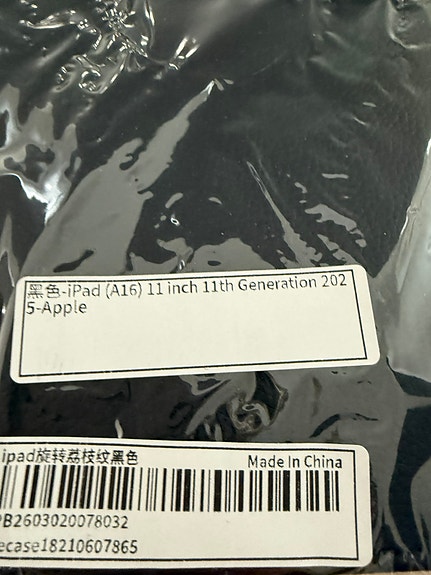 黑色-iPad (A16) 11 inch 11th Generation 202
5-Apple
ipad旋转荔枝纹黑色
Made In China
PB2603020078032
ecase18210607865